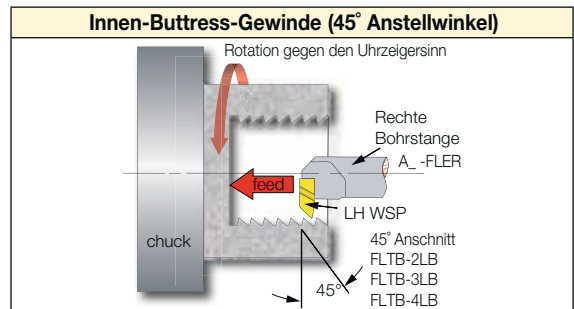 Innen-Buttress-Gewinde (45° Anstellwinkel)
Rotation gegen den Uhrzeigersinn
Rechte
Bohrstange
A_ -FLER
feed
LH WSP
chuck
45° Anschnitt
FLTB-2LB
FLTB-3LB
FLTB-4LB
45°